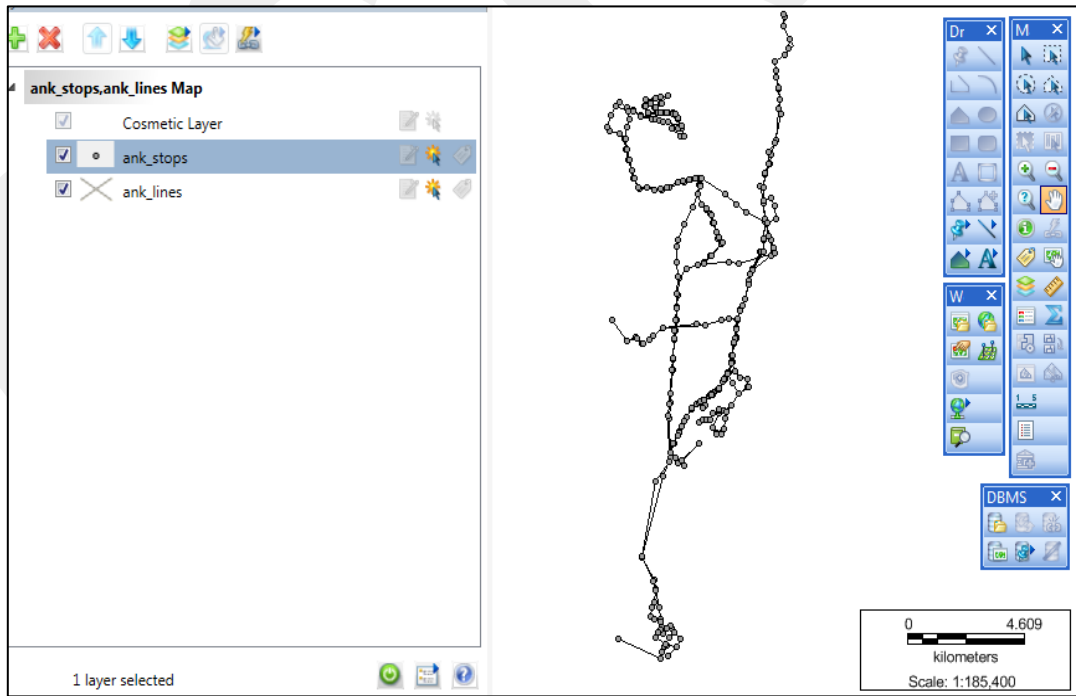 ank_stops,ank_lines Map
Cosmetic Layer
ank_stops
ank_lines
1 layer selected
Dr
M
W
DBMS
0 4.609
kilometers
Scale: 1:185,400